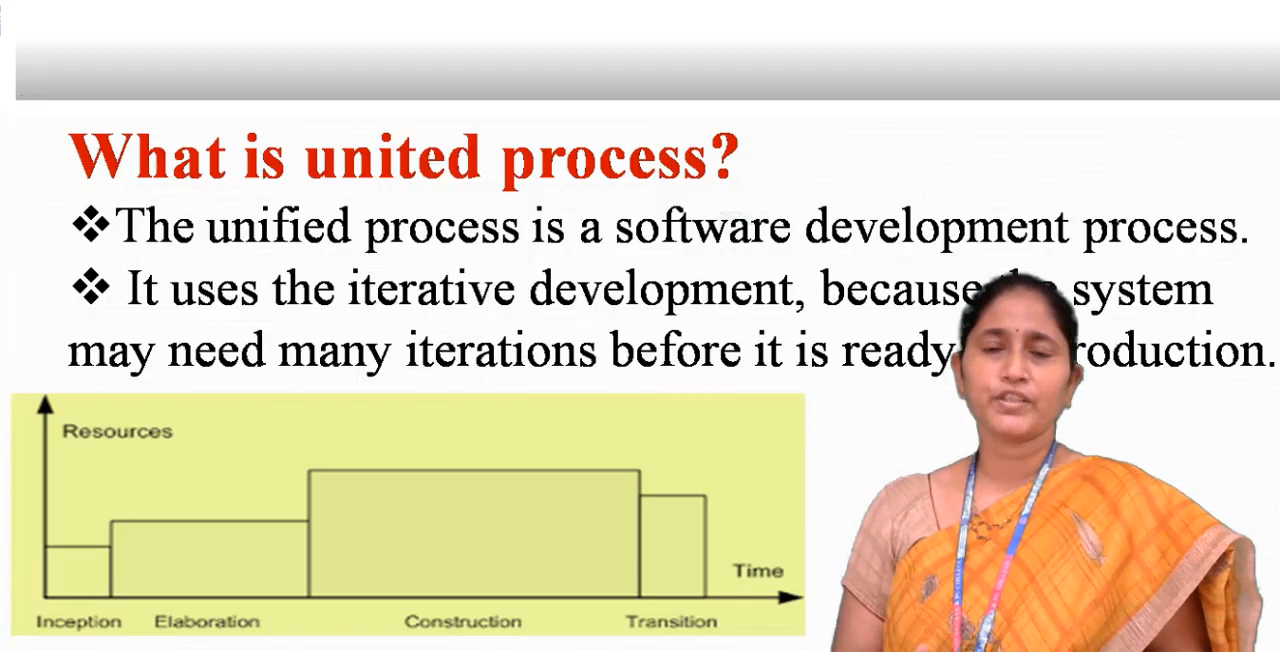 What is united process?
❖The unified process is a software development process.
❖ It uses the iterative development, because system
may need many iterations before it is ready roduction.
Resources
Time
Inception Elaboration Construction Transition